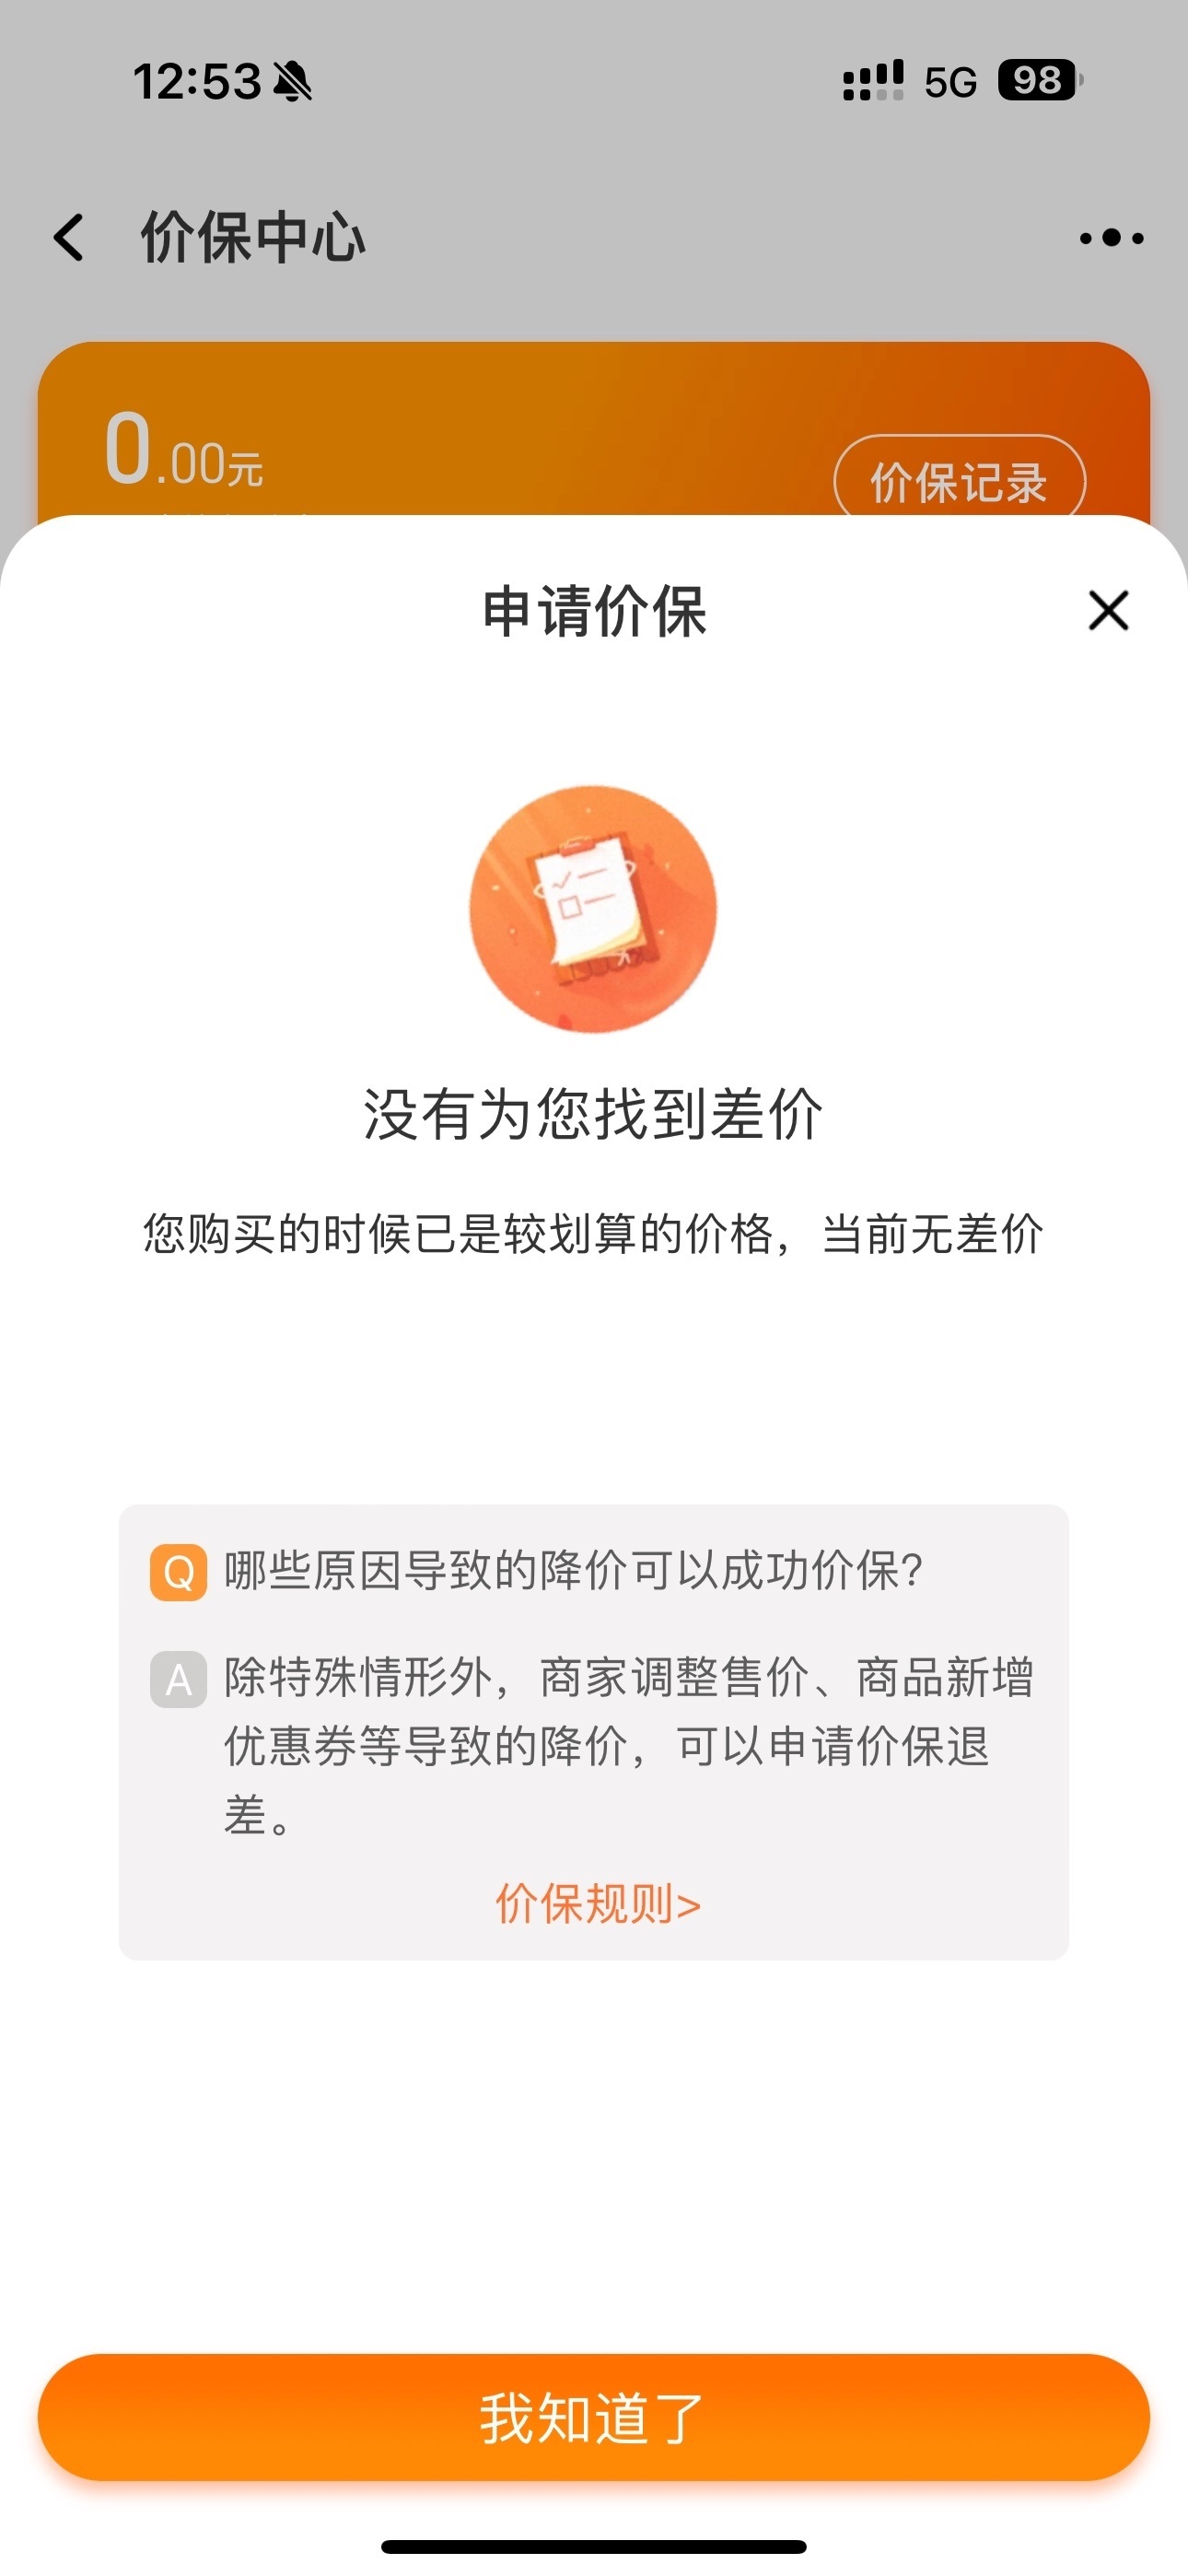 12:53
5G 98
价保中心
0.00元
价保记录
申请价保
没有为您找到差价
您购买的时候已是较划算的价格，当前无差价
Q 哪些原因导致的降价可以成功价保?
A 除特殊情形外，商家调整售价、商品新增
优惠券等导致的降价，可以申请价保退
差。
价保规则>
我知道了